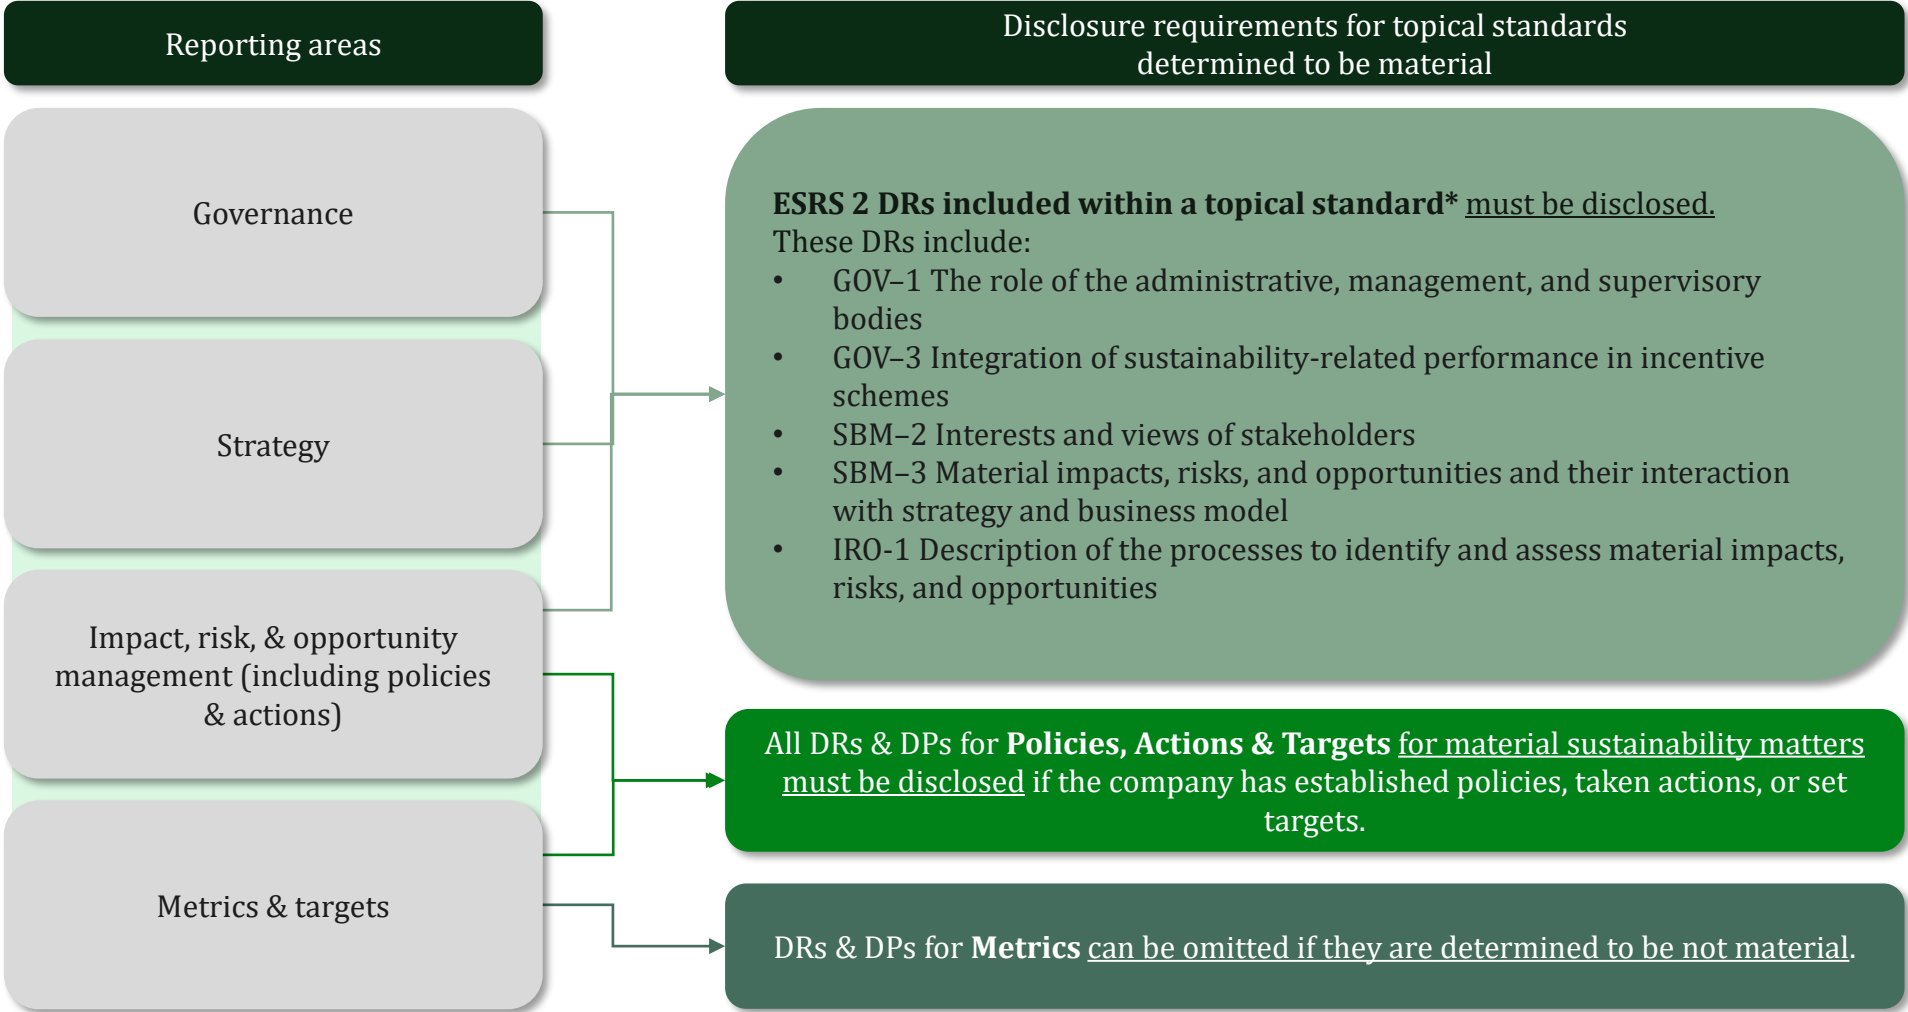 Reporting areas
Disclosure requirements for topical standards
determined to be material
Governance
Strategy
Impact, risk, & opportunity
management (including policies
& actions)
Metrics & targets
ESRS 2 DRs included within a topical standard* must be disclosed.
These DRs include:
• GOV–1 The role of the administrative, management, and supervisory
bodies
• GOV–3 Integration of sustainability-related performance in incentive
schemes
• SBM–2 Interests and views of stakeholders
• SBM–3 Material impacts, risks, and opportunities and their interaction
with strategy and business model
• IRO-1 Description of the processes to identify and assess material impacts,
risks, and opportunities
All DRs & DPs for Policies, Actions & Targets for material sustainability matters
must be disclosed if the company has established policies, taken actions, or set
targets.
DRs & DPs for Metrics can be omitted if they are determined to be not material.